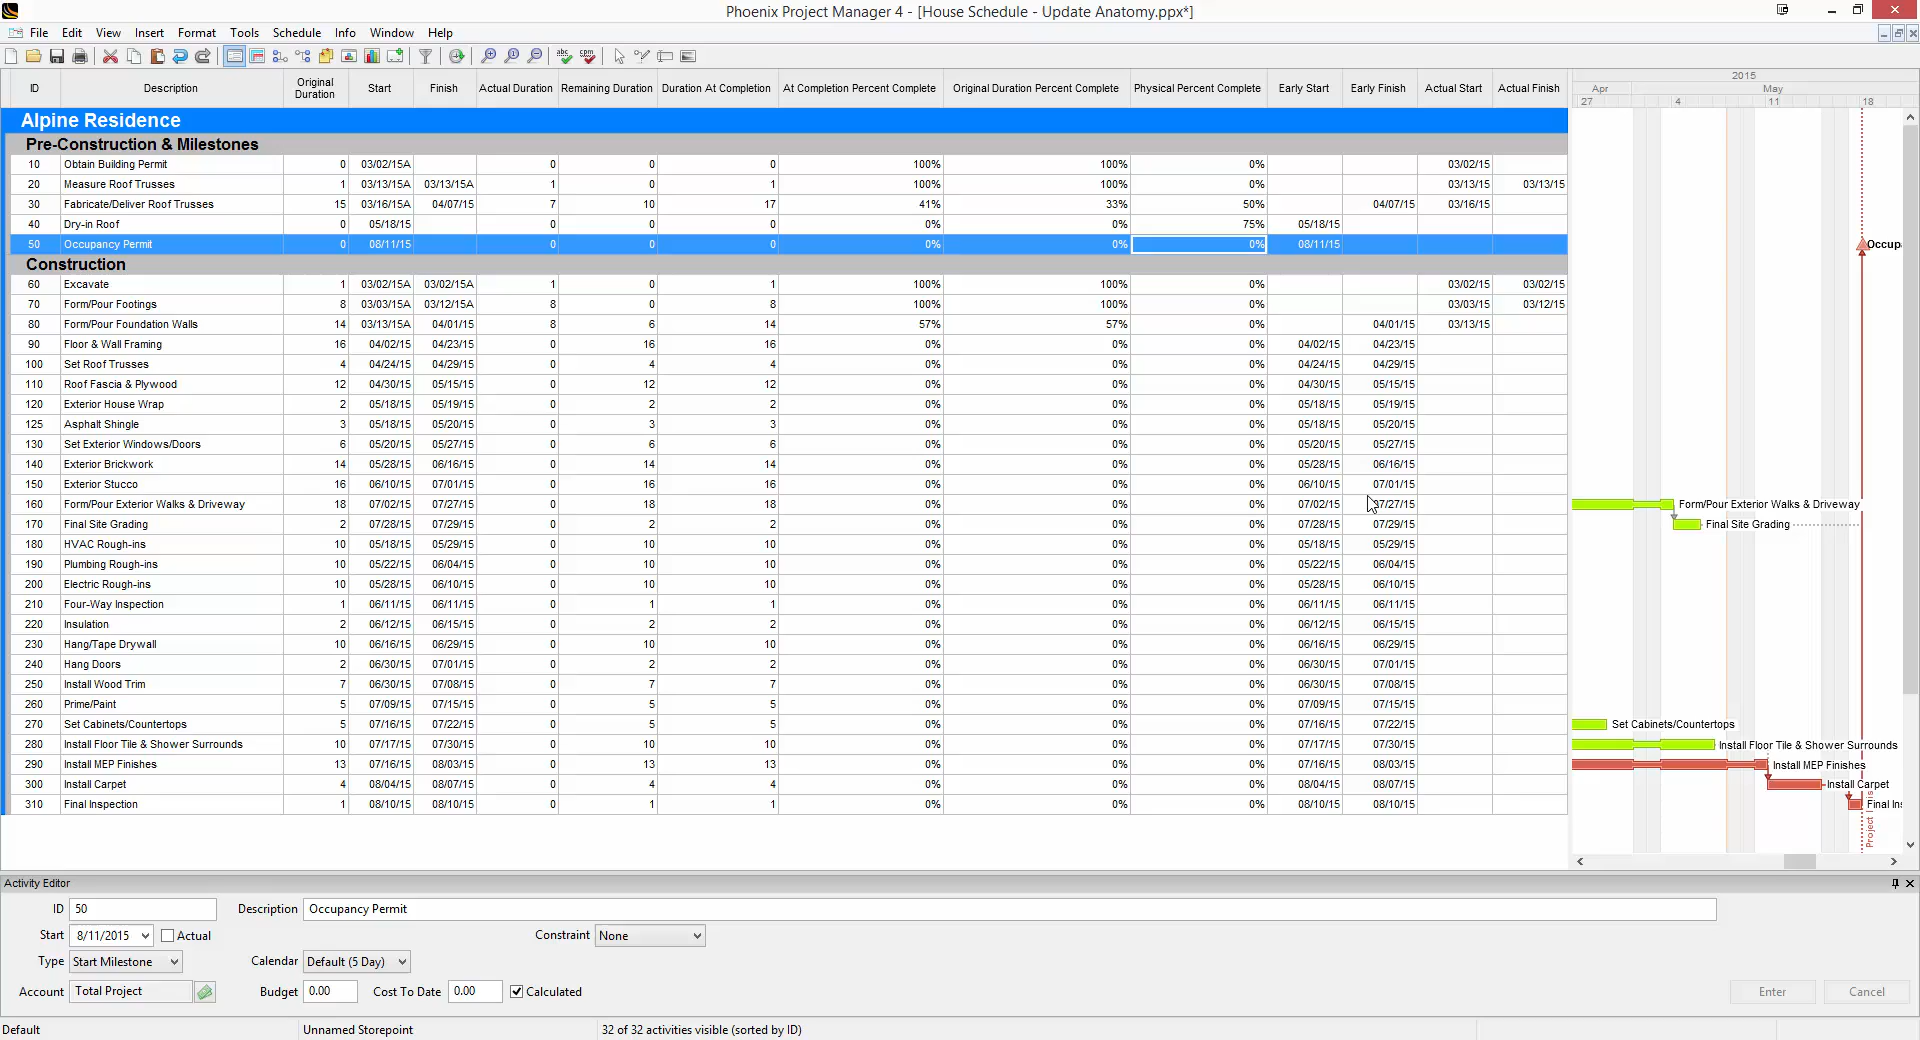 Phoenix Project Manager 4 - [House Schedule - Update Anatomy.ppx*]
File Edit View Insert Format Tools Schedule Info Window Help
ID Description Original Duration Start Finish Actual Duration Remaining Duration Duration At Completion At Completion Percent Complete Original Duration Percent Complete Physical Percent Complete Early Start Early Finish Actual Start Actual Finish
2015
Apr May
27 4 11 18
Alpine Residence
Pre-Construction & Milestones
10 Obtain Building Permit 0 03/02/15A 0 0 0 100% 100% 0% 03/02/15
20 Measure Roof Trusses 1 03/13/15A 03/13/15A 1 0 1 100% 100% 0% 03/13/15 03/13/15
30 Fabricate/Deliver Roof Trusses 15 03/16/15A 04/07/15 7 10 17 41% 33% 50% 04/07/15 03/16/15
40 Dry-in Roof 0 05/18/15 0 0 0 0% 0% 75% 05/18/15
50 Occupancy Permit 0 08/11/15 0 0 0 0% 0% 0% 08/11/15 Occupa
Construction
60 Excavate 1 03/02/15A 03/02/15A 1 0 1 100% 100% 0% 03/02/15 03/02/15
70 Form/Pour Footings 8 03/03/15A 03/12/15A 8 0 8 100% 100% 0% 03/03/15 03/12/15
80 Form/Pour Foundation Walls 14 03/13/15A 04/01/15 8 6 14 57% 57% 0% 04/01/15 03/13/15
90 Floor & Wall Framing 16 04/02/15 04/23/15 0 16 16 0% 0% 0% 04/02/15 04/23/15
100 Set Roof Trusses 4 04/24/15 04/29/15 0 4 4 0% 0% 0% 04/24/15 04/29/15
110 Roof Fascia & Plywood 12 04/30/15 05/15/15 0 12 12 0% 0% 0% 04/30/15 05/15/15
120 Exterior House Wrap 2 05/18/15 05/19/15 0 2 2 0% 0% 0% 05/18/15 05/19/15
125 Asphalt Shingle 3 05/18/15 05/20/15 0 3 3 0% 0% 0% 05/18/15 05/20/15
130 Set Exterior Windows/Doors 6 05/20/15 05/27/15 0 6 6 0% 0% 0% 05/20/15 05/27/15
140 Exterior Brickwork 14 05/28/15 06/16/15 0 14 14 0% 0% 0% 05/28/15 06/16/15
150 Exterior Stucco 16 06/10/15 07/01/15 0 16 16 0% 0% 0% 06/10/15 07/01/15
160 Form/Pour Exterior Walks & Driveway 18 07/02/15 07/27/15 0 18 18 0% 0% 0% 07/02/15 07/27/15 Form/Pour Exterior Walks & Driveway
170 Final Site Grading 2 07/28/15 07/29/15 0 2 2 0% 0% 0% 07/28/15 07/29/15 Final Site Grading
180 HVAC Rough-ins 10 05/18/15 05/29/15 0 10 10 0% 0% 0% 05/18/15 05/29/15
190 Plumbing Rough-ins 10 05/22/15 06/04/15 0 10 10 0% 0% 0% 05/22/15 06/04/15
200 Electric Rough-ins 10 05/28/15 06/10/15 0 10 10 0% 0% 0% 05/28/15 06/10/15
210 Four-Way Inspection 1 06/11/15 06/11/15 0 1 1 0% 0% 0% 06/11/15 06/11/15
220 Insulation 2 06/12/15 06/15/15 0 2 2 0% 0% 0% 06/12/15 06/15/15
230 Hang/Tape Drywall 10 06/16/15 06/29/15 0 10 10 0% 0% 0% 06/16/15 06/29/15
240 Hang Doors 2 06/30/15 07/01/15 0 2 2 0% 0% 0% 06/30/15 07/01/15
250 Install Wood Trim 7 06/30/15 07/08/15 0 7 7 0% 0% 0% 06/30/15 07/08/15
260 Prime/Paint 5 07/09/15 07/15/15 0 5 5 0% 0% 0% 07/09/15 07/15/15
270 Set Cabinets/Countertops 5 07/16/15 07/22/15 0 5 5 0% 0% 0% 07/16/15 07/22/15 Set Cabinets/Countertops
280 Install Floor Tile & Shower Surrounds 10 07/17/15 07/30/15 0 10 10 0% 0% 0% 07/17/15 07/30/15 Install Floor Tile & Shower Surrounds
290 Install MEP Finishes 13 07/16/15 08/03/15 0 13 13 0% 0% 0% 07/16/15 08/03/15 Install MEP Finishes
300 Install Carpet 4 08/04/15 08/07/15 0 4 4 0% 0% 0% 08/04/15 08/07/15 Install Carpet
310 Final Inspection 1 08/10/15 08/10/15 0 1 1 0% 0% 0% 08/10/15 08/10/15 Final Ins
Activity Editor
ID 50 Description Occupancy Permit
Start 8/11/2015 Actual Constraint None
Type Start Milestone Calendar Default (5 Day)
Account Total Project Budget 0.00 Cost To Date 0.00 Calculated Enter Cancel
Default Unnamed Storepoint 32 of 32 activities visible (sorted by ID)